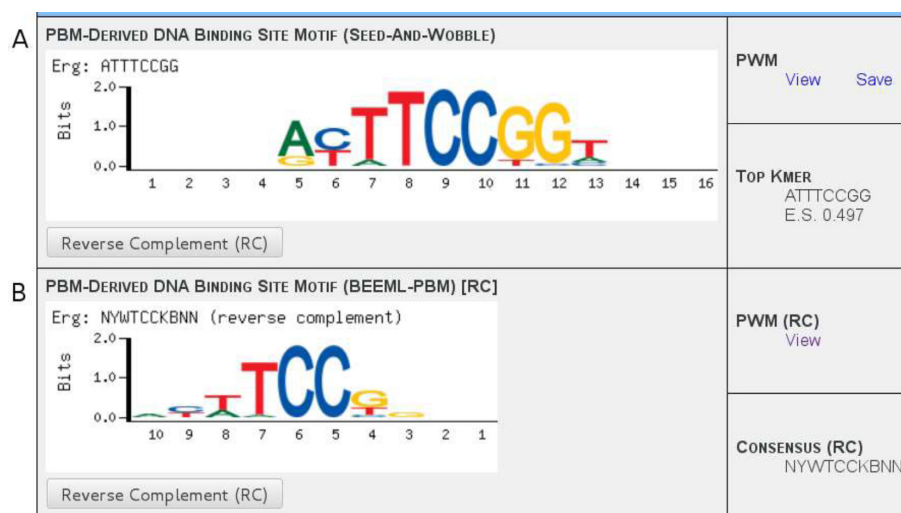 A
PBM-DERIVED DNA BINDING SITE MOTIF (SEED-AND-WOBBLE)
Erg: ATTTCCGG
Bits
2.0
1.0
0.0
1 2 3 4 5 6 7 8 9 10 11 12 13 14 15 16
Reverse Complement (RC)
PWM
View Save
TOP KMER
ATTTCCGG
E.S. 0.497
B
PBM-DERIVED DNA BINDING SITE MOTIF (BEEML-PBM) [RC]
Erg: NYWTCCKBNN (reverse complement)
Bits
2.0
1.0
0.0
10 9 8 7 6 5 4 3 2 1
Reverse Complement (RC)
PWM (RC)
View
CONSENSUS (RC)
NYWTCCKBNN